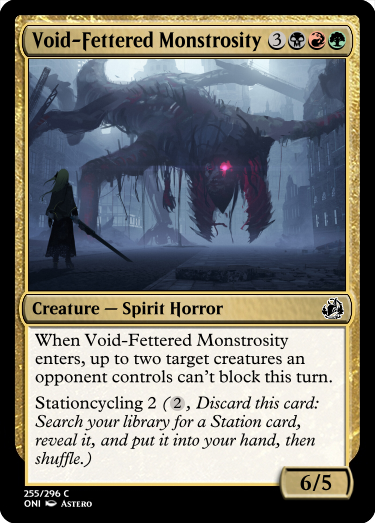 Void-Fettered Monstrosity 3
Creature — Spirit Horror
When Void-Fettered Monstrosity
enters, up to two target creatures an
opponent controls can't block this turn.
Stationcycling 2 (2, Discard this card:
Search your library for a Station card,
reveal it, and put it into your hand, then
shuffle.)
6/5
255/296 C
ONI Astero